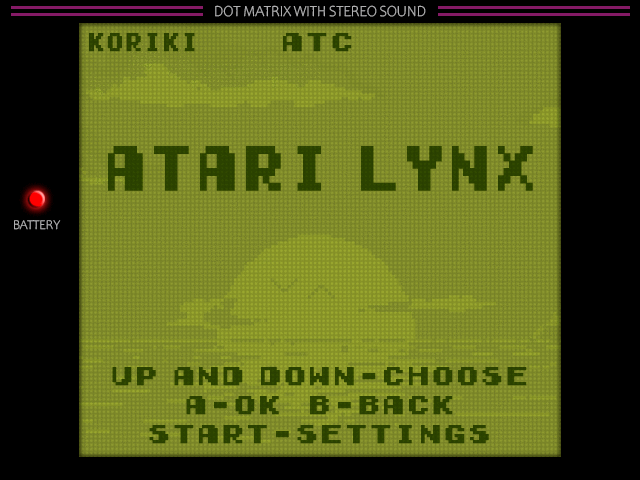 DOT MATRIX WITH STEREO SOUND
KORIKI ATC
ATARI LYNX
BATTERY
UP AND DOWN-CHOOSE
A-OK B-BACK
START-SETTINGS